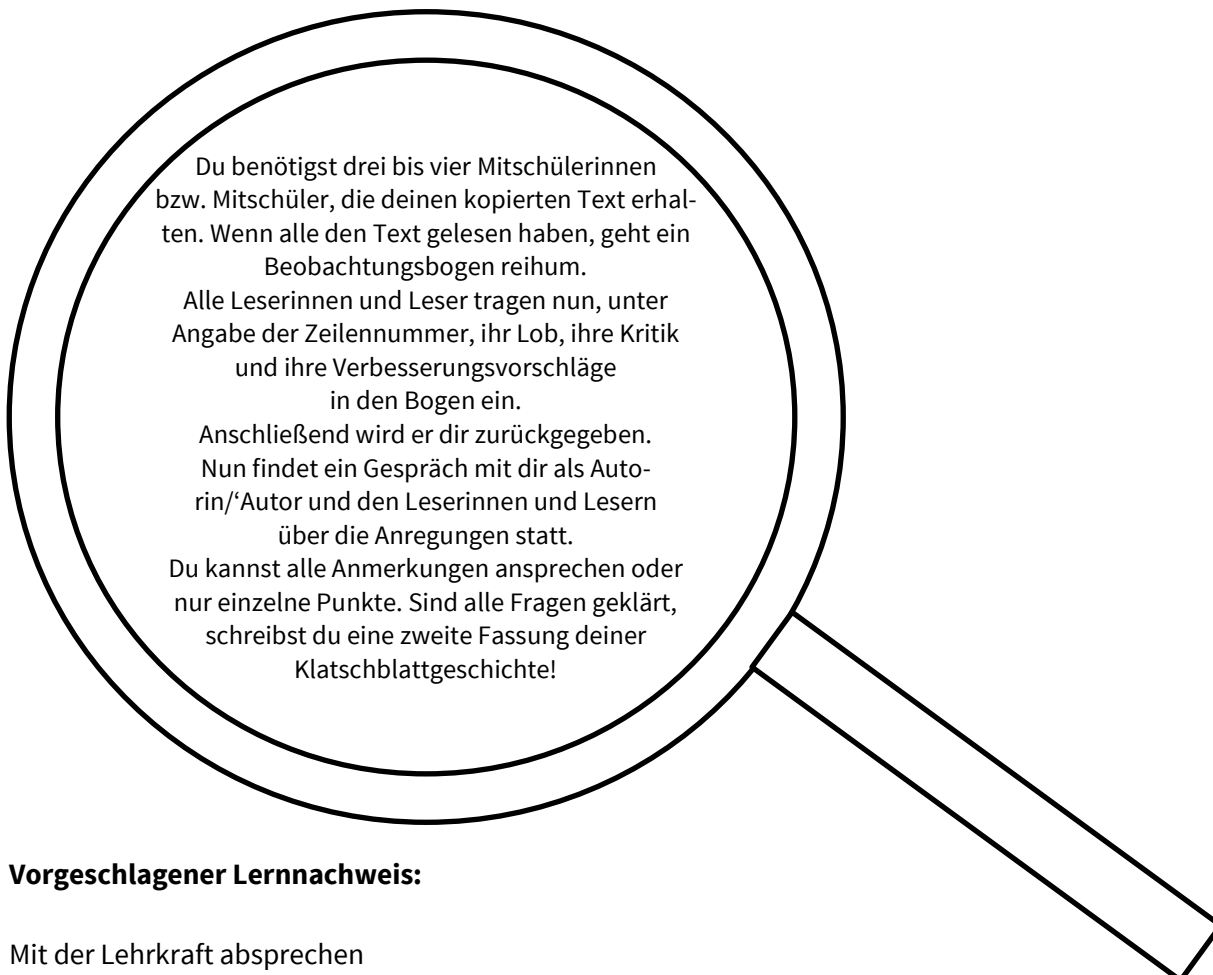 Du benötigst drei bis vier Mitschülerinnen
bzw. Mitschüler, die deinen kopierten Text erhal-
ten. Wenn alle den Text gelesen haben, geht ein
Beobachtungsbogen reihum.
Alle Leserinnen und Leser tragen nun, unter
Angabe der Zeilennummer, ihr Lob, ihre Kritik
und ihre Verbesserungsvorschläge
in den Bogen ein.
Anschließend wird er dir zurückgegeben.
Nun findet ein Gespräch mit dir als Auto-
rin/‘Autor und den Leserinnen und Lesern
über die Anregungen statt.
Du kannst alle Anmerkungen ansprechen oder
nur einzelne Punkte. Sind alle Fragen geklärt,
schreibst du eine zweite Fassung deiner
Klatschblattgeschichte!
Vorgeschlagener Lernnachweis:
Mit der Lehrkraft absprechen